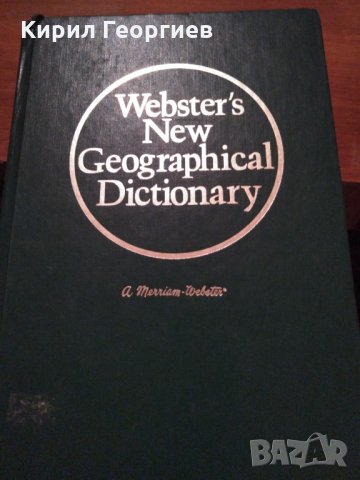 Кирил Георгиев
Webster's
New
Geographical
Dictionary
a Merriam-Webster®
BAZAR